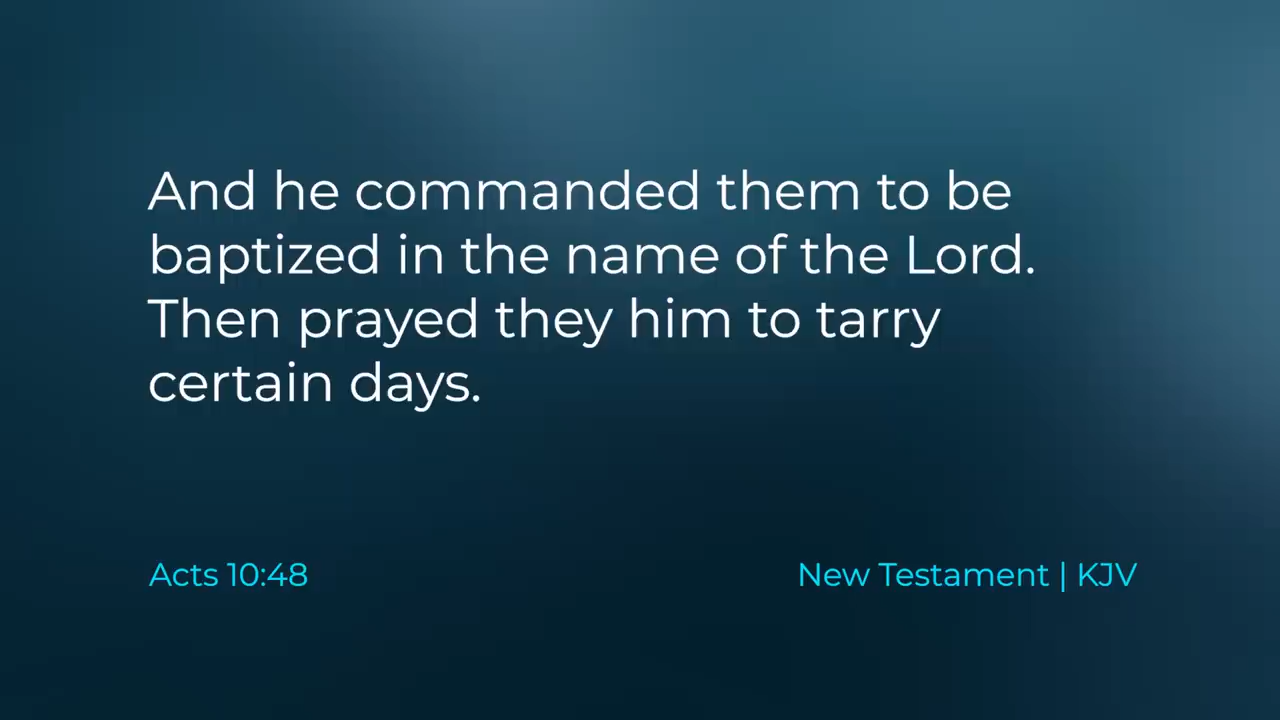 And he commanded them to be
baptized in the name of the Lord.
Then prayed they him to tarry
certain days.
Acts 10:48
New Testament | KJV